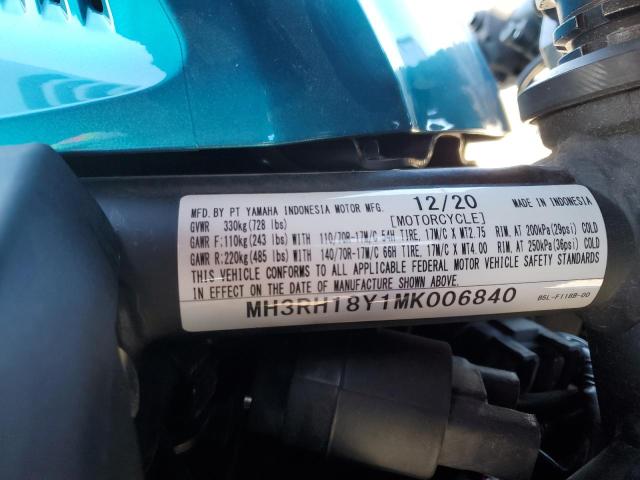 MFD. BY PT YAMAHA INDONESIA MOTOR MFG. 12/20 MADE IN INDONESIA
GVWR 330kg(728 lbs) [MOTORCYCLE]
GAWR F:110kg(243 lbs)WITH 110/70R-17M/C 54H TIRE, 17M/C X MT2.75 RIM, AT 200kPa(29psi) COLD
GAWR R:220kg(485 lbs)WITH 140/70R-17M/C 66H TIRE, 17M/C X MT4.00 RIM, AT 250kPa(36psi) COLD
THIS VEHICLE CONFORMS TO ALL APPLICABLE FEDERAL MOTOR VEHICLE SAFETY STANDARDS
IN EFFECT ON THE DATE OF MANUFACTURE SHOWN ABOVE.
MH3RH18Y1MK006840 B5L-F118B-00